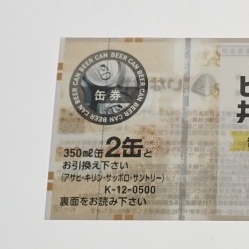 BEER CAN BEER CAN BEER CAN BEER CAN
缶券
350㎖缶2缶と
お引換え下さい
(アサヒ・キリン・サッポロ・サントリー)
K-12-0500
裏面をお読み下さい